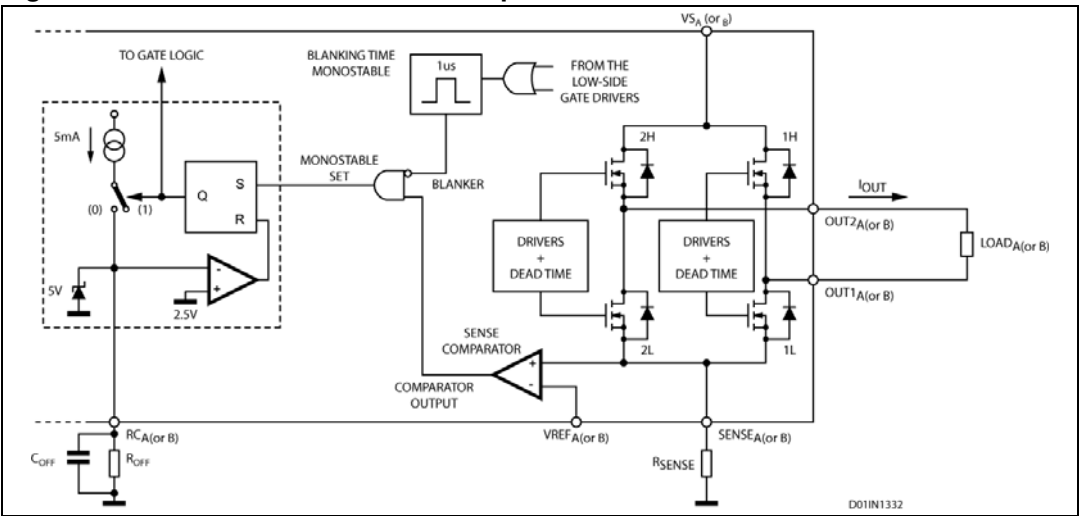 VSA (or B)
TO GATE LOGIC
BLANKING TIME
MONOSTABLE
1us
FROM THE
LOW-SIDE
GATE DRIVERS
5mA
2H
1H
MONOSTABLE
SET
BLANKER
S
Q
R
(0)
(1)
IOUT
OUT2A(or B)
LOADA(or B)
DRIVERS
+
DEAD TIME
DRIVERS
+
DEAD TIME
OUT1A(or B)
5V
-
+
2.5V
SENSE
COMPARATOR
2L
1L
+
-
COMPARATOR
OUTPUT
RCA(or B)
VREFA(or B)
SENSEA(or B)
COFF
ROFF
RSENSE
D01IN1332